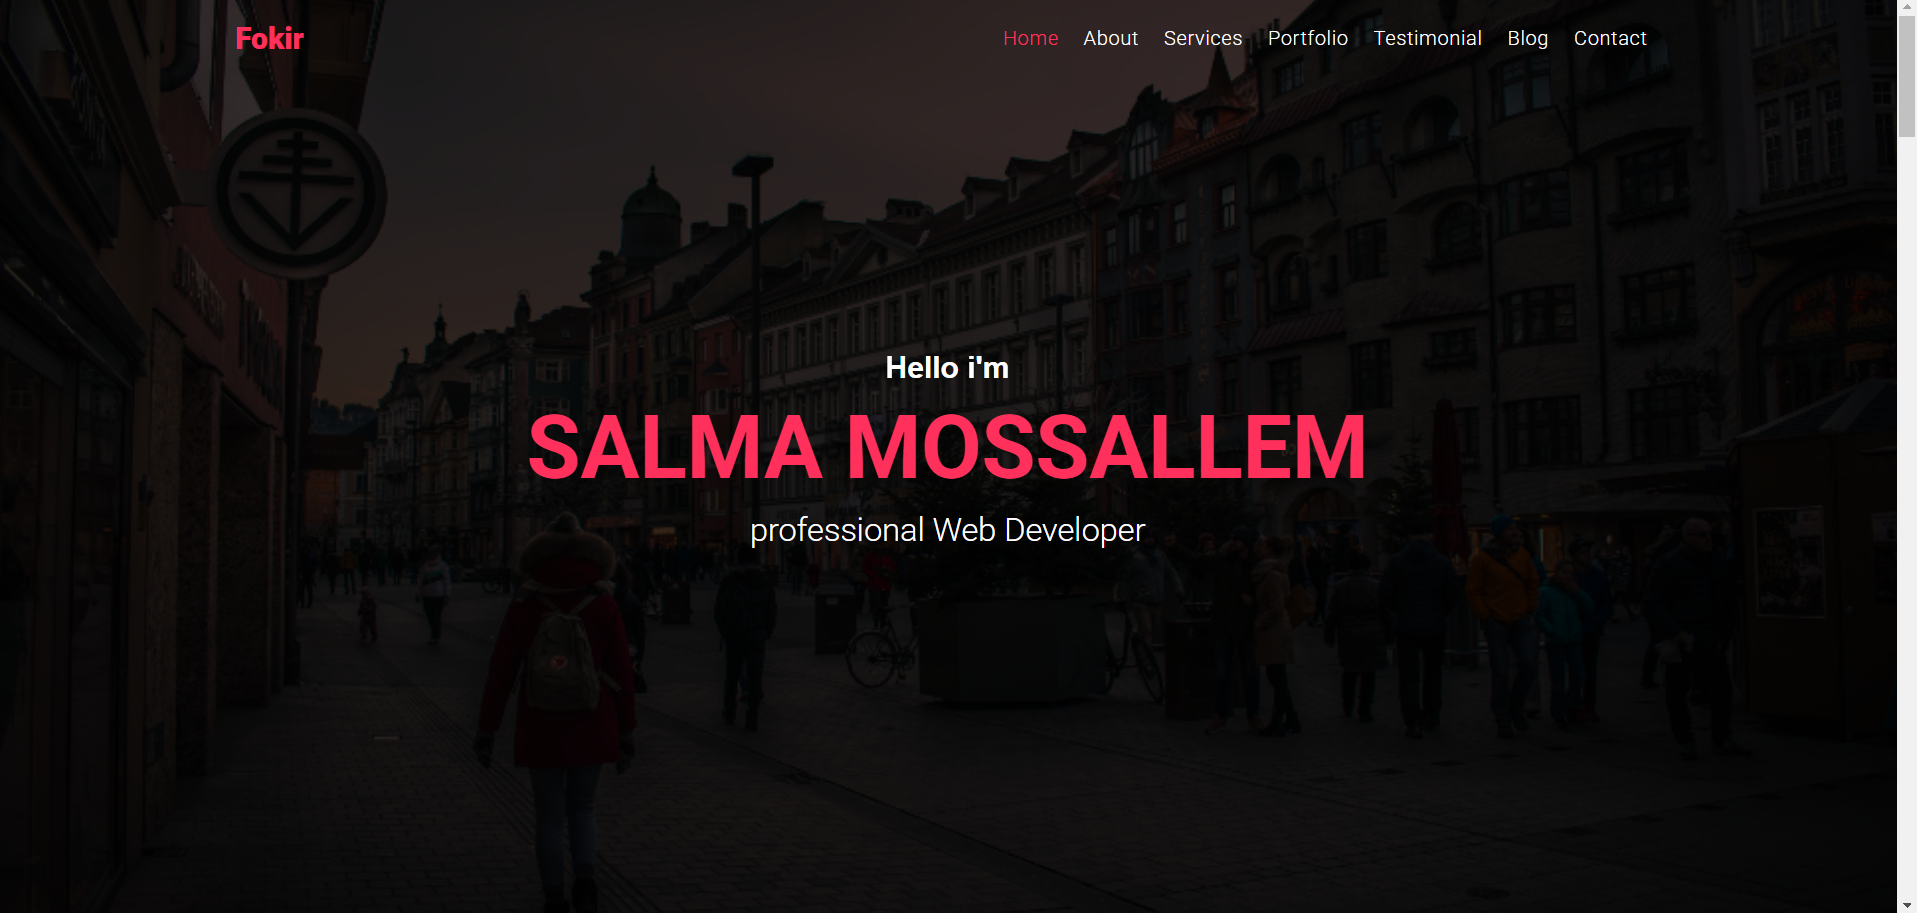 Fokir
Home About Services Portfolio Testimonial Blog Contact
Hello i'm
SALMA MOSSALLEM
professional Web Developer